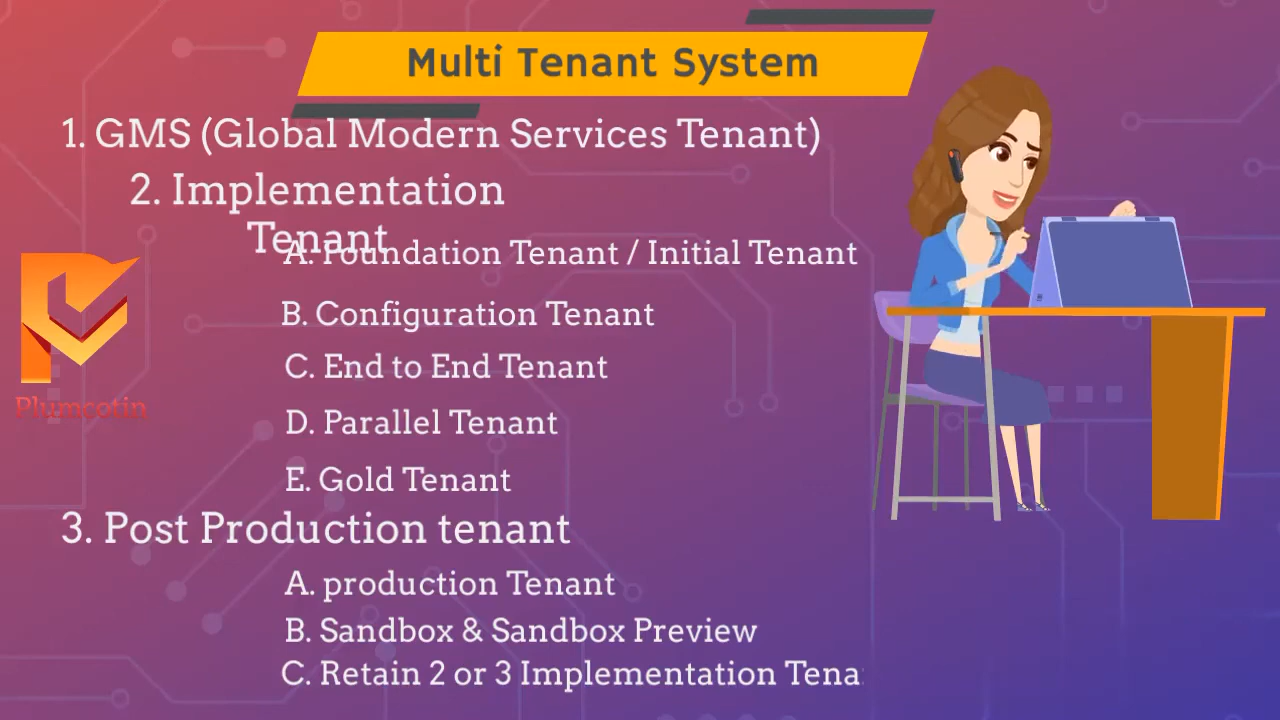 Multi Tenant System
1. GMS (Global Modern Services Tenant)
2. Implementation
Tenant
A. Foundation Tenant / Initial Tenant
B. Configuration Tenant
C. End to End Tenant
D. Parallel Tenant
E. Gold Tenant
Plumcotin
3. Post Production tenant
A. production Tenant
B. Sandbox & Sandbox Preview
C. Retain 2 or 3 Implementation Tena